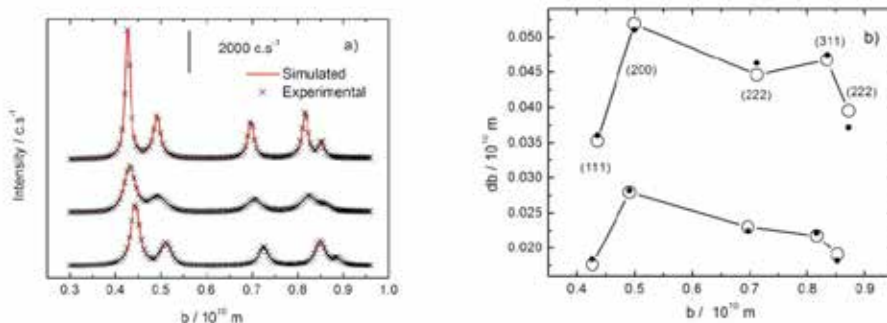 a)
2000 c.s⁻¹
Simulated
Experimental
Intensity / c.s⁻¹
0.3 0.4 0.5 0.6 0.7 0.8 0.9 1.0
b / 10¹⁰ m
b)
0.050
0.045
0.040
0.035
0.030
0.025
0.020
db / 10¹⁰ m
(111)
(200)
(222)
(311)
(222)
0.4 0.5 0.6 0.7 0.8 0.9
b / 10¹⁰ m